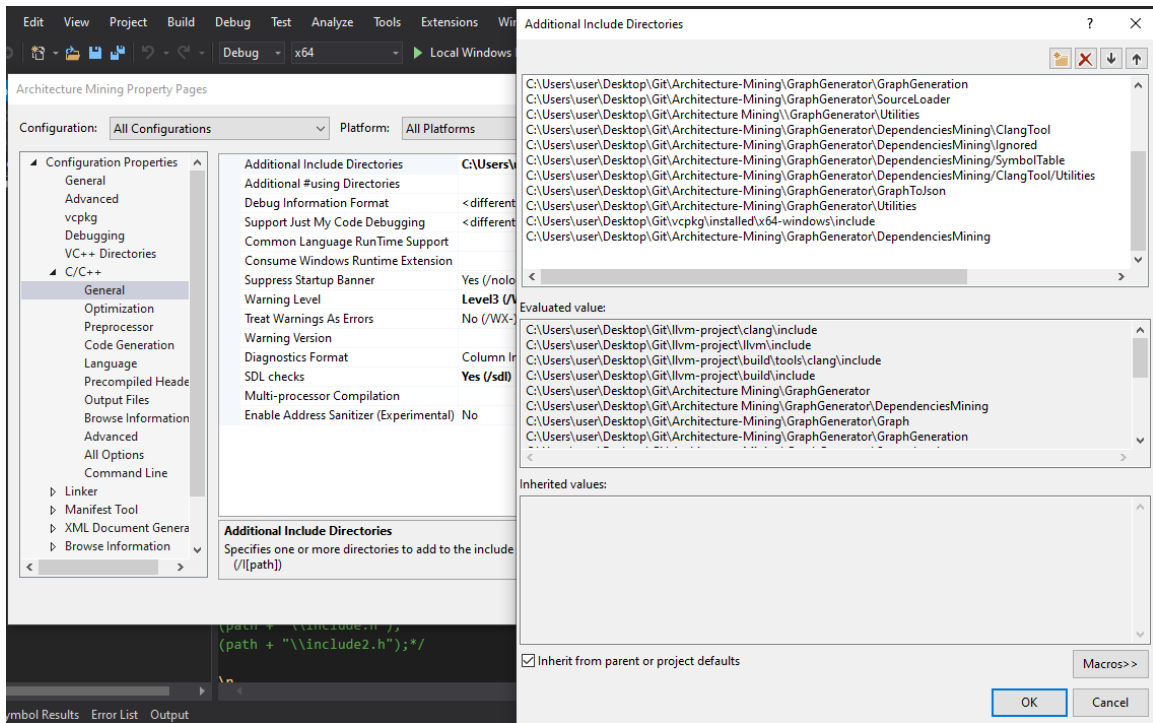 Edit View Project Build Debug Test Analyze Tools Extensions
Debug x64 Local Windows
Architecture Mining Property Pages
Configuration: All Configurations Platform: All Platforms
Configuration Properties
General
Advanced
vcpkg
Debugging
VC++ Directories
C/C++
General
Optimization
Preprocessor
Code Generation
Language
Precompiled Heade
Output Files
Browse Information
Advanced
All Options
Command Line
Linker
Manifest Tool
XML Document Genera
Browse Information
Additional Include Directories C:\Users\
Additional #using Directories
Debug Information Format <different
Support Just My Code Debugging <different
Common Language RunTime Support
Consume Windows Runtime Extension
Suppress Startup Banner Yes (/nolo
Warning Level Level3 (/
Treat Warnings As Errors No (/WX-)
Warning Version
Diagnostics Format Column In
SDL checks Yes (/sdl)
Multi-processor Compilation
Enable Address Sanitizer (Experimental) No
Additional Include Directories
Specifies one or more directories to add to the include
(/I[path])
(path + "\\include2.h");*/
\n
Symbol Results Error List Output
Additional Include Directories ? ×
C:\Users\user\Desktop\Git\Architecture-Mining\GraphGenerator\GraphGeneration
C:\Users\user\Desktop\Git\Architecture-Mining\GraphGenerator\SourceLoader
C:\Users\user\Desktop\Git\Architecture Mining\\GraphGenerator\Utilities
C:\Users\user\Desktop\Git\Architecture-Mining\GraphGenerator\DependenciesMining\ClangTool
C:\Users\user\Desktop\Git\Architecture-Mining\GraphGenerator\DependenciesMining\Ignored
C:\Users\user\Desktop\Git\Architecture-Mining\GraphGenerator\DependenciesMining/SymbolTable
C:\Users\user\Desktop\Git\Architecture-Mining\GraphGenerator\DependenciesMining/ClangTool/Utilities
C:\Users\user\Desktop\Git\Architecture-Mining\GraphGenerator\GraphToJson
C:\Users\user\Desktop\Git\Architecture-Mining\GraphGenerator\Utilities
C:\Users\user\Desktop\Git\vcpkg\installed\x64-windows\include
C:\Users\user\Desktop\Git\Architecture-Mining\GraphGenerator\DependenciesMining
Evaluated value:
C:\Users\user\Desktop\Git\llvm-project\clang\include
C:\Users\user\Desktop\Git\llvm-project\llvm\include
C:\Users\user\Desktop\Git\llvm-project\build\tools\clang\include
C:\Users\user\Desktop\Git\llvm-project\build\include
C:\Users\user\Desktop\Git\Architecture Mining\GraphGenerator
C:\Users\user\Desktop\Git\Architecture Mining\GraphGenerator\DependenciesMining
C:\Users\user\Desktop\Git\Architecture-Mining\GraphGenerator\Graph
C:\Users\user\Desktop\Git\Architecture-Mining\GraphGenerator\GraphGeneration
Inherited values:
Inherit from parent or project defaults
Macros>>
OK Cancel